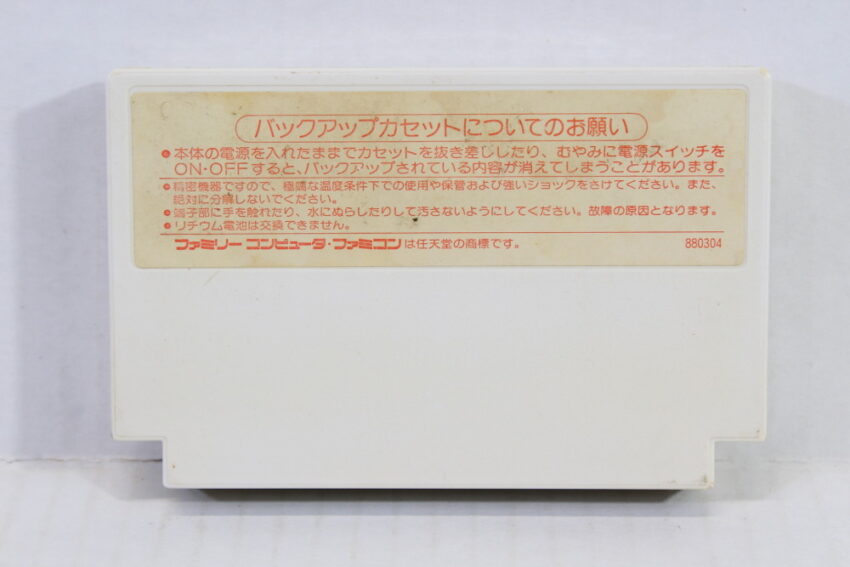 バックアップカセットについてのお願い
●本体の電源を入れたままでカセットを抜き差ししたり、むやみに電源スイッチを
ON・OFFすると、バックアップされている内容が消えてしまうことがあります。
●精密機器ですので、極端な温度条件下での使用や保管および強いショックをさけてください。また、
絶対に分解しないでください。
●端子部に手を触れたり、水にぬらしたりして汚さないようにしてください。故障の原因となります。
●リチウム電池は交換できません。
ファミリーコンピュータ・ファミコンは任天堂の商標です。 880304